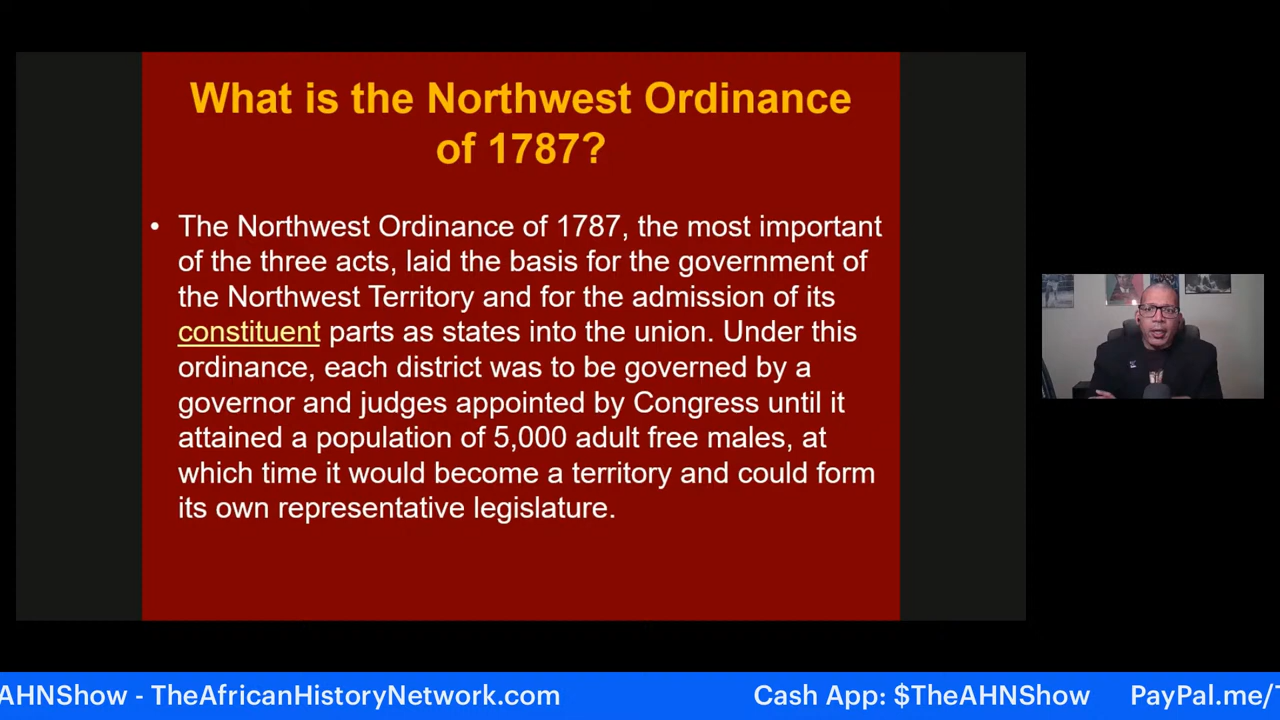 What is the Northwest Ordinance
of 1787?
• The Northwest Ordinance of 1787, the most important
of the three acts, laid the basis for the government of
the Northwest Territory and for the admission of its
constituent parts as states into the union. Under this
ordinance, each district was to be governed by a
governor and judges appointed by Congress until it
attained a population of 5,000 adult free males, at
which time it would become a territory and could form
its own representative legislature.
AHNShow - TheAfricanHistoryNetwork.com Cash App: $TheAHNShow PayPal.me/T